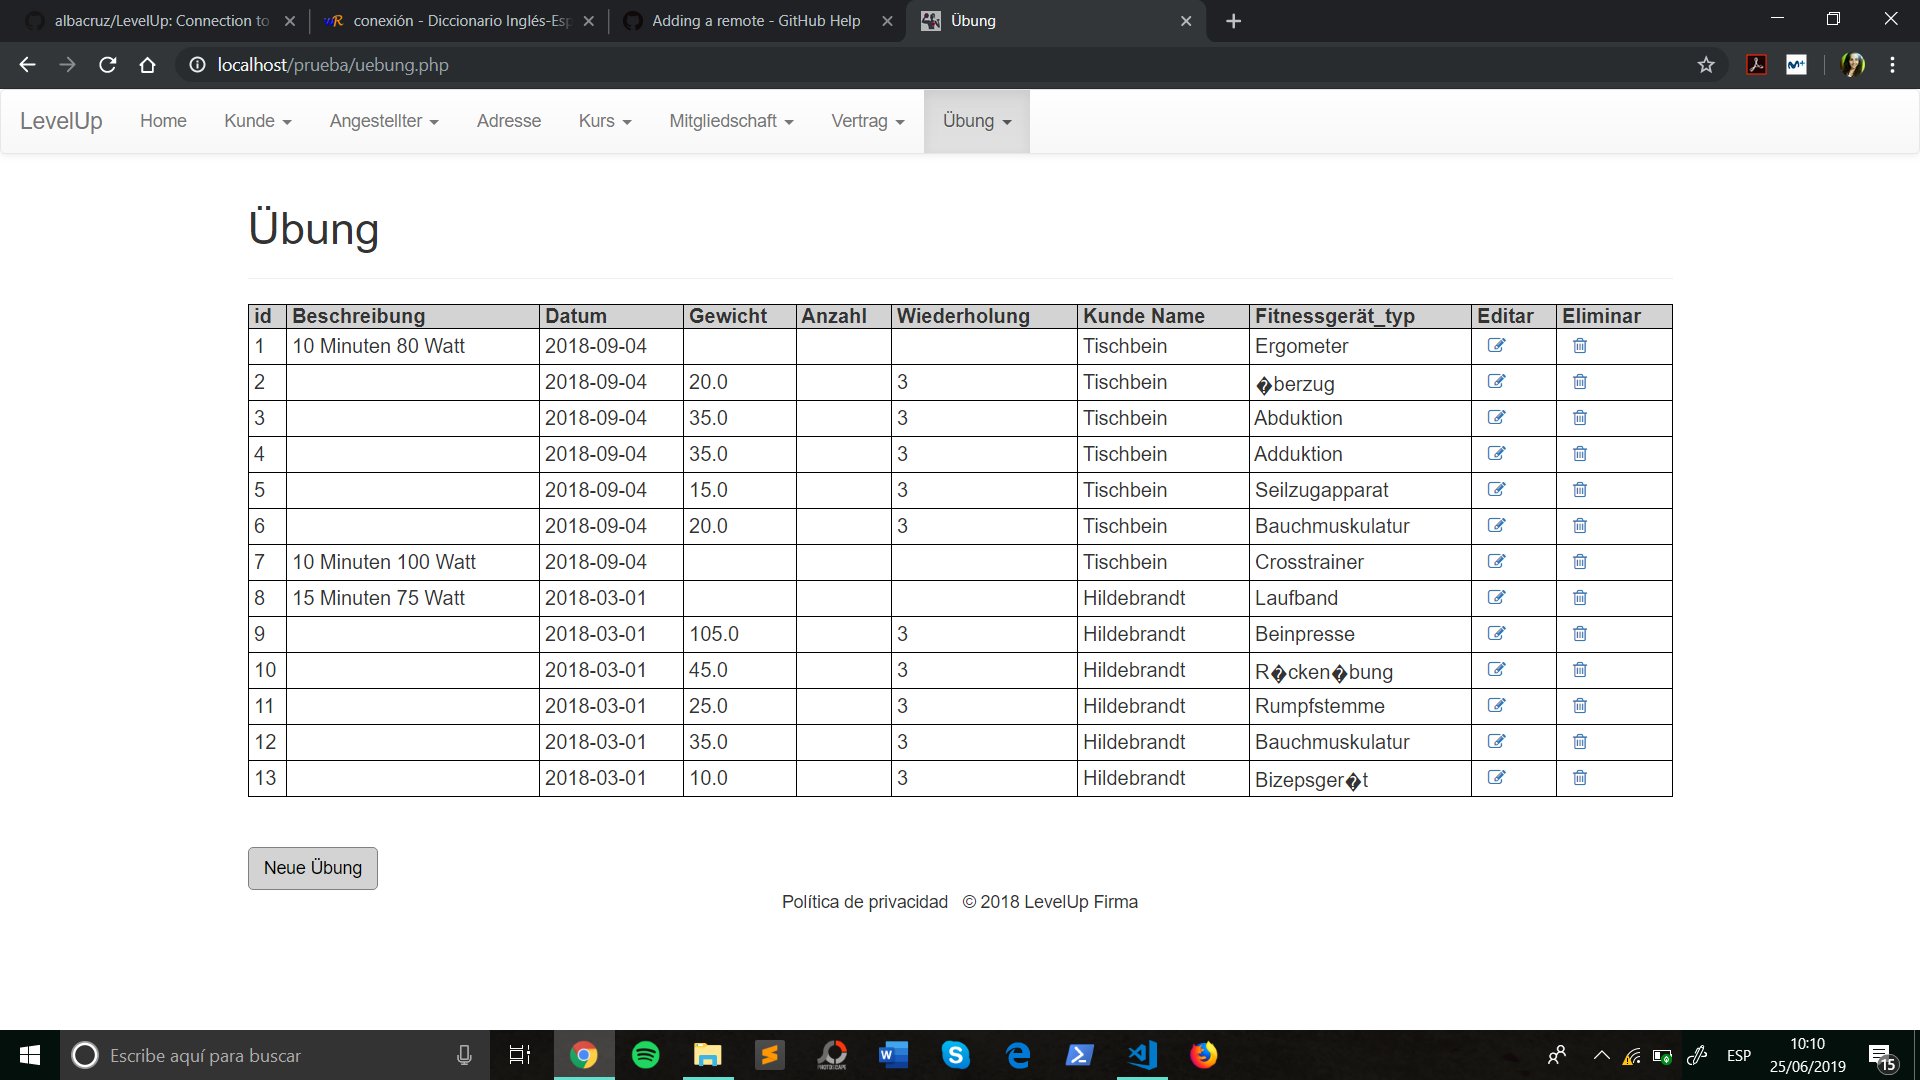 albacruz/LevelUp: Connection to
conexión - Diccionario Inglés-Esp
Adding a remote - GitHub Help
Übung
localhost/prueba/uebung.php
LevelUp Home Kunde Angestellter Adresse Kurs Mitgliedschaft Vertrag Übung
Übung
id Beschreibung Datum Gewicht Anzahl Wiederholung Kunde Name Fitnessgerät_typ Editar Eliminar
1 10 Minuten 80 Watt 2018-09-04 Tischbein Ergometer
2 2018-09-04 20.0 3 Tischbein �berzug
3 2018-09-04 35.0 3 Tischbein Abduktion
4 2018-09-04 35.0 3 Tischbein Adduktion
5 2018-09-04 15.0 3 Tischbein Seilzugapparat
6 2018-09-04 20.0 3 Tischbein Bauchmuskulatur
7 10 Minuten 100 Watt 2018-09-04 Tischbein Crosstrainer
8 15 Minuten 75 Watt 2018-03-01 Hildebrandt Laufband
9 2018-03-01 105.0 3 Hildebrandt Beinpresse
10 2018-03-01 45.0 3 Hildebrandt R�cken�bung
11 2018-03-01 25.0 3 Hildebrandt Rumpfstemme
12 2018-03-01 35.0 3 Hildebrandt Bauchmuskulatur
13 2018-03-01 10.0 3 Hildebrandt Bizepsger�t
Neue Übung
Política de privacidad © 2018 LevelUp Firma
Escribe aquí para buscar
ESP
10:10
25/06/2019
15